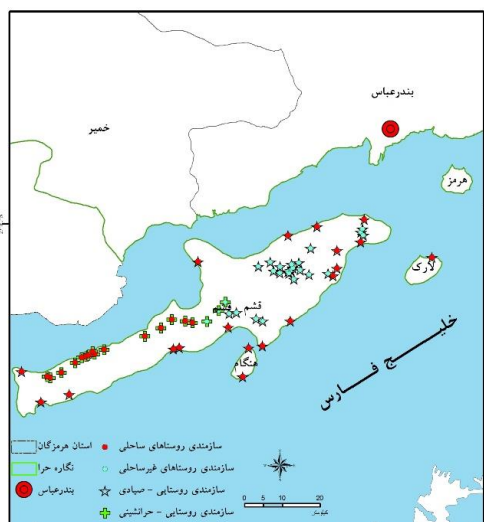 بندرعباس
خمیر
هرمز
لارک
قشم
هنگام
خلیج فارس
سازمندی روستاهای ساحلی
سازمندی روستاهای غیرساحلی
سازمندی روستایی - صیادی
سازمندی روستایی - حرانشینی
استان هرمزگان
نگاره حرا
بندرعباس
0 5 10 20
کیلومتر